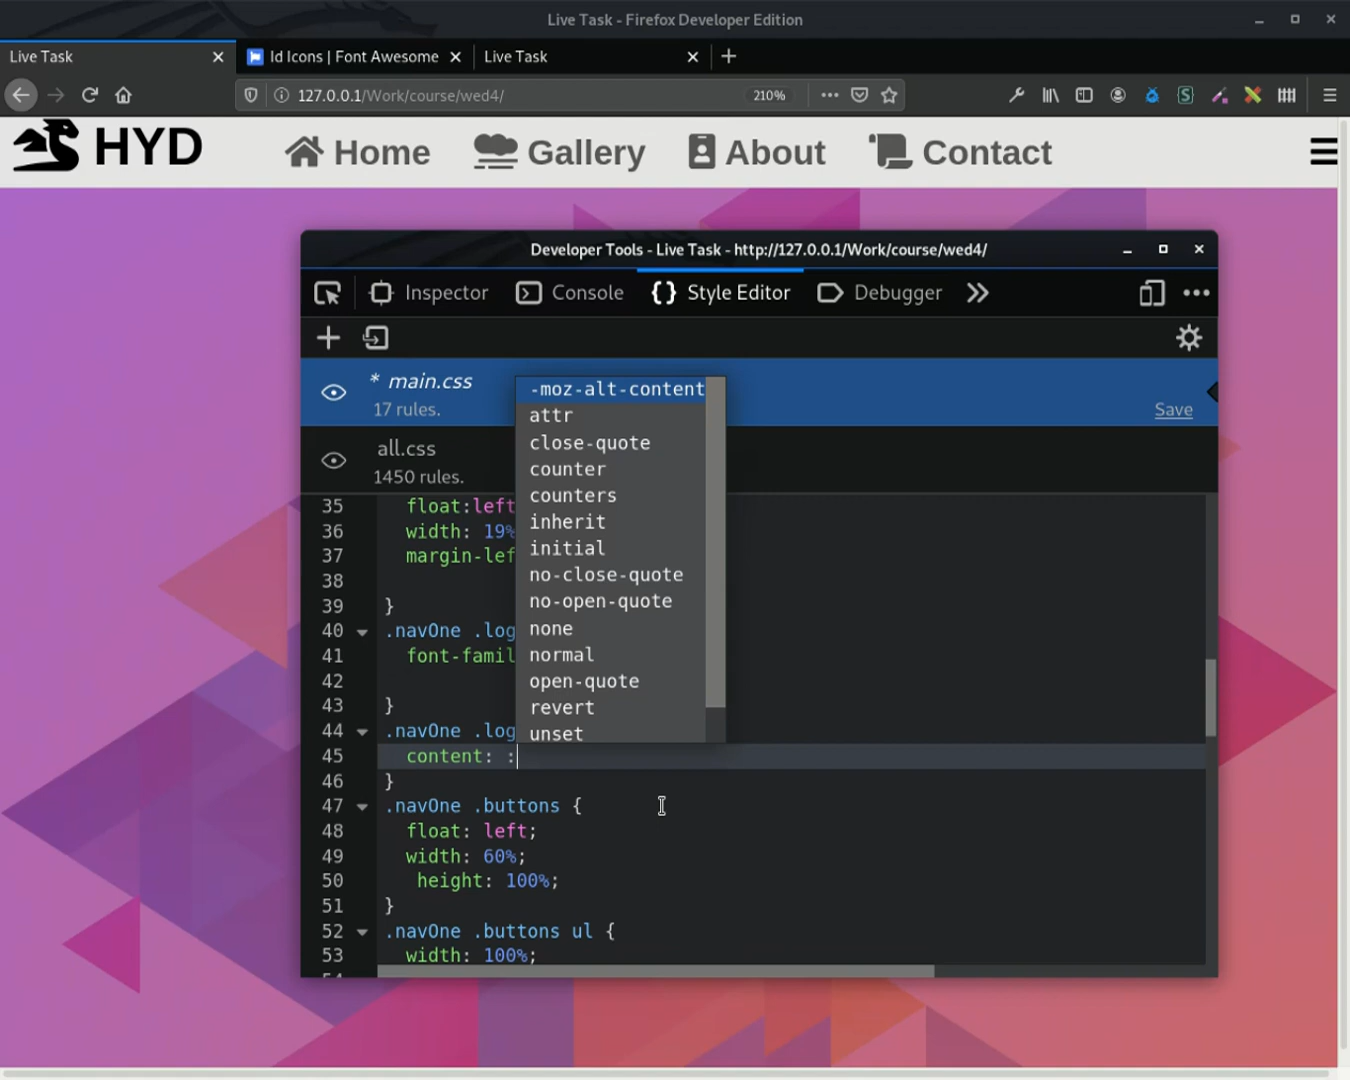 Live Task - Firefox Developer Edition
Live Task
Id Icons | Font Awesome
Live Task
127.0.0.1/Work/course/wed4/
210%
HYD
Home
Gallery
About
Contact
Developer Tools - Live Task - http://127.0.0.1/Work/course/wed4/
Inspector
Console
Style Editor
Debugger
* main.css
17 rules.
Save
all.css
1450 rules.
-moz-alt-content
attr
close-quote
counter
counters
inherit
initial
no-close-quote
no-open-quote
none
normal
open-quote
revert
unset
35 float:left
36 width: 19%
37 margin-lef
38
39 }
40 .navOne .log
41 font-famil
42
43 }
44 .navOne .log
45 content: :
46 }
47 .navOne .buttons {
48 float: left;
49 width: 60%;
50 height: 100%;
51 }
52 .navOne .buttons ul {
53 width: 100%;